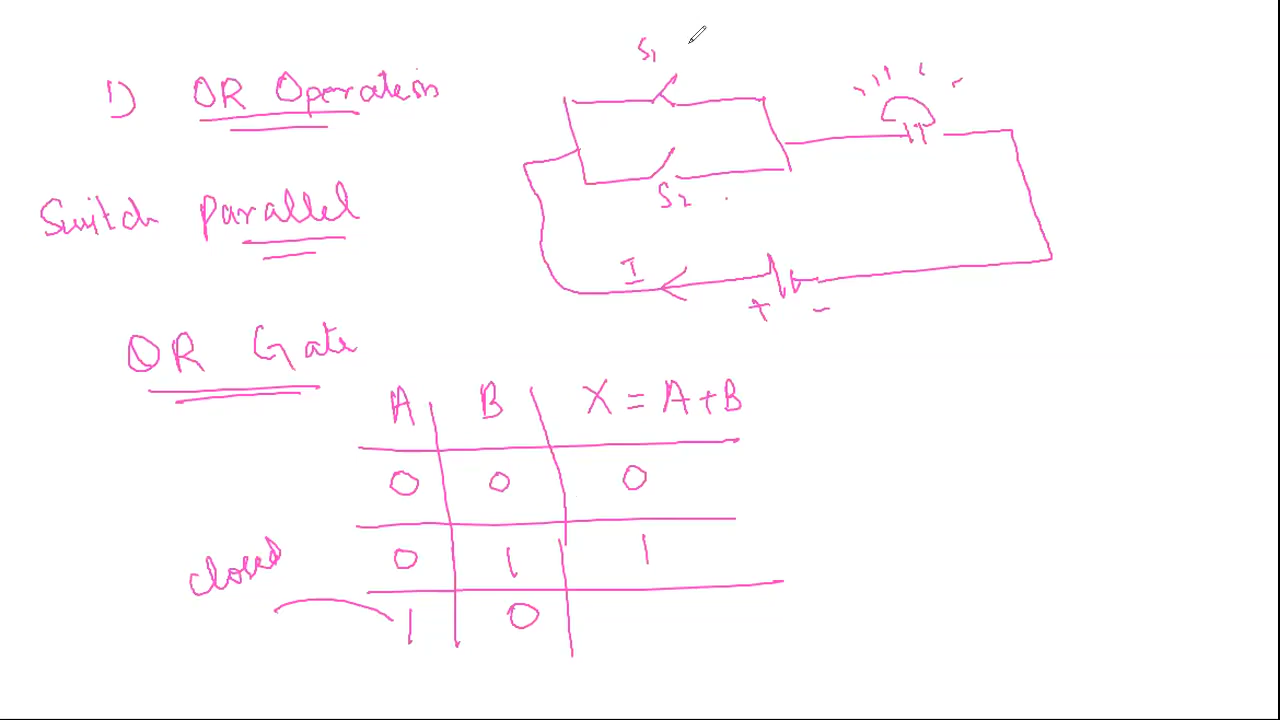 1) OR Operation
S1
Switch Parallel
S2
I
+ -
OR Gate
A B X = A + B
0 0 0
0 1 1
closed
1 0